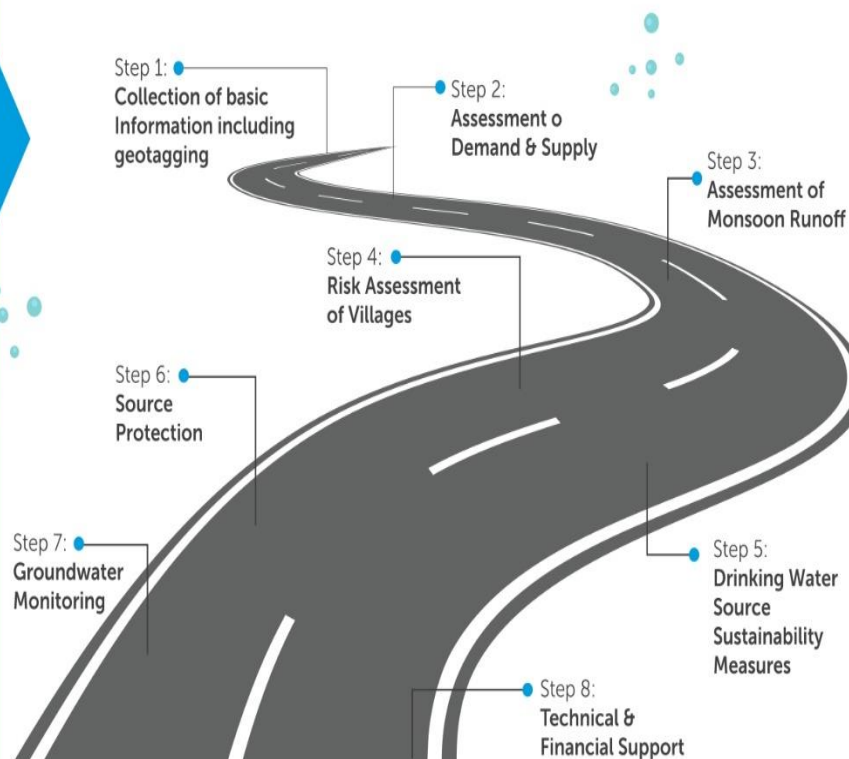 Step 1:
Collection of basic
Information including
geotagging
Step 2:
Assessment o
Demand & Supply
Step 3:
Assessment of
Monsoon Runoff
Step 4:
Risk Assessment
of Villages
Step 5:
Drinking Water
Source
Sustainability
Measures
Step 6:
Source
Protection
Step 7:
Groundwater
Monitoring
Step 8:
Technical &
Financial Support